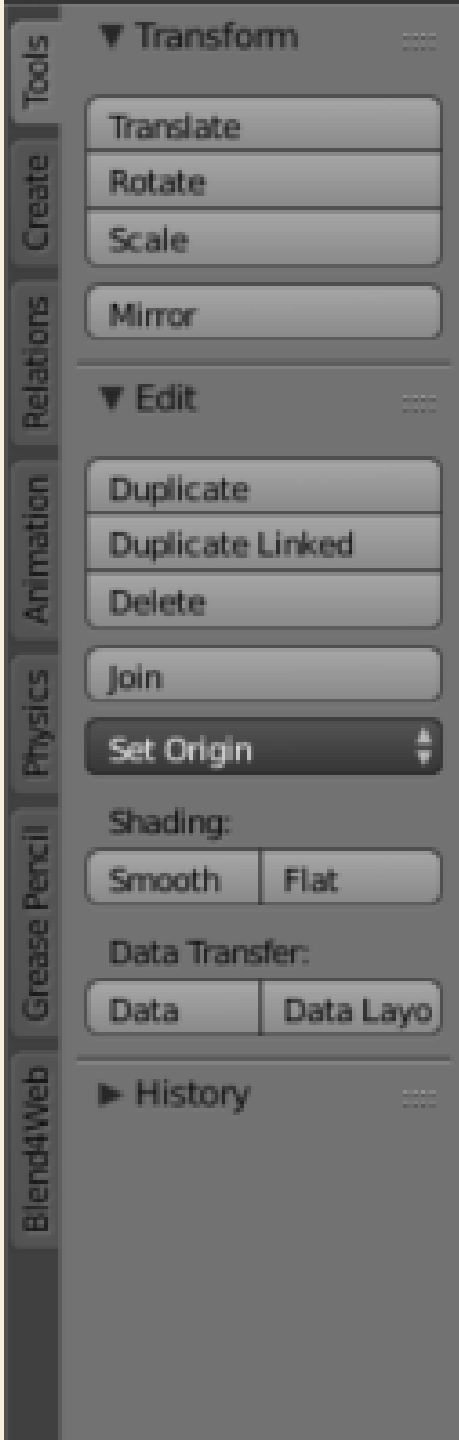 Tools
Create
Relations
Animation
Physics
Grease Pencil
Blend4Web
Transform
Translate
Rotate
Scale
Mirror
Edit
Duplicate
Duplicate Linked
Delete
Join
Set Origin
Shading:
Smooth Flat
Data Transfer:
Data Data Layo
History